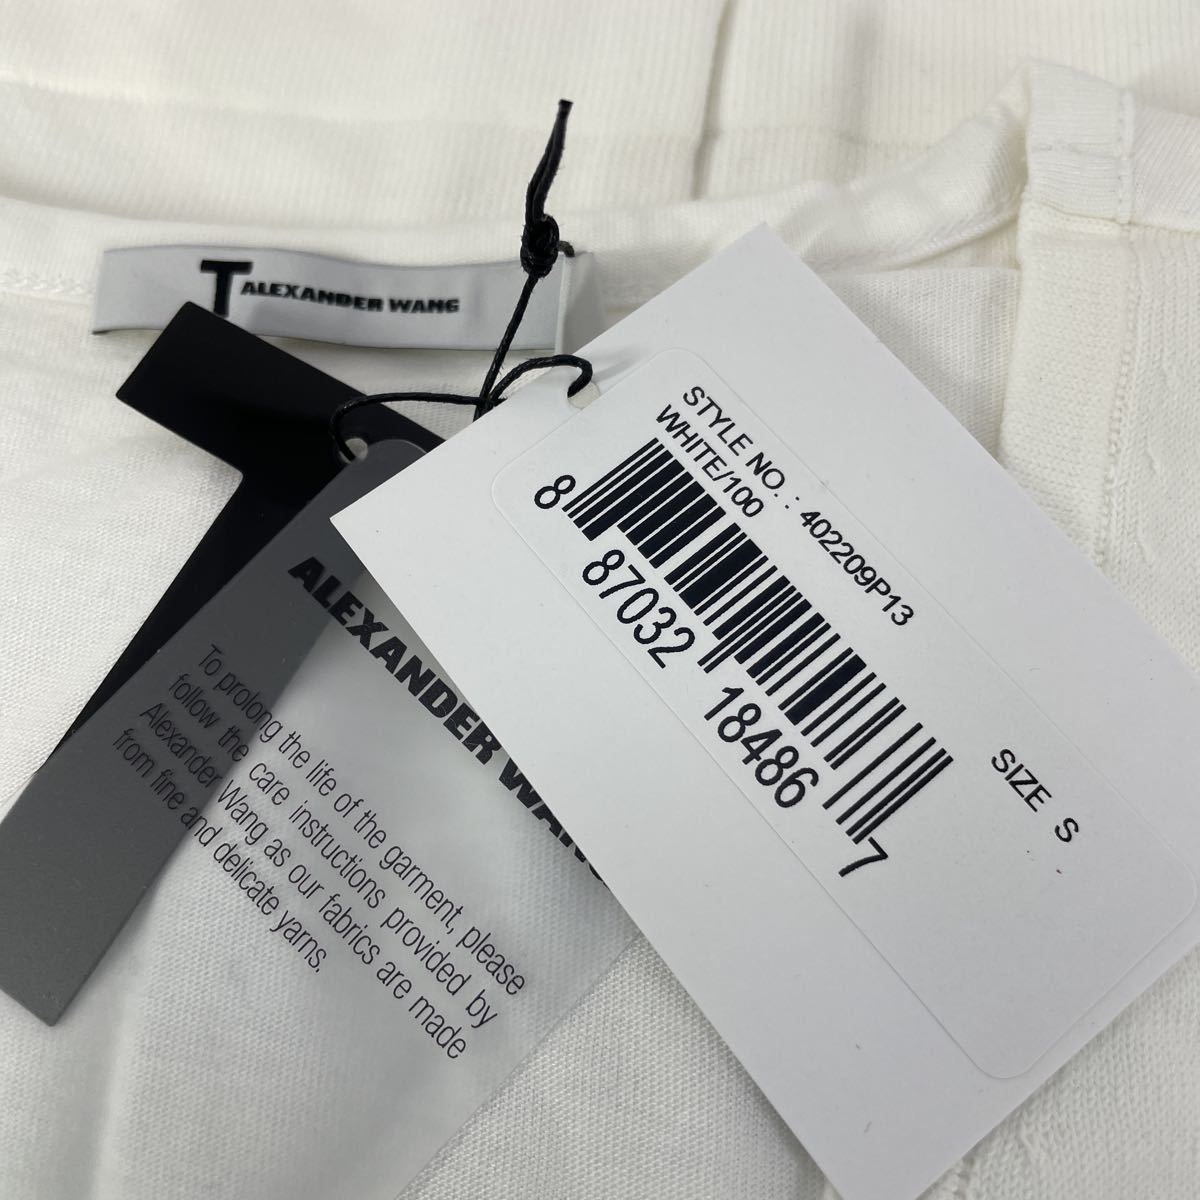 T ALEXANDER WANG
STYLE NO.: 402209P13
WHITE/100
8 87032 18486 7
SIZE S
ALEXANDER WANG
To prolong the life of the garment, please
follow the care instructions provided by
Alexander Wang as our fabrics are made
from fine and delicate yarns.